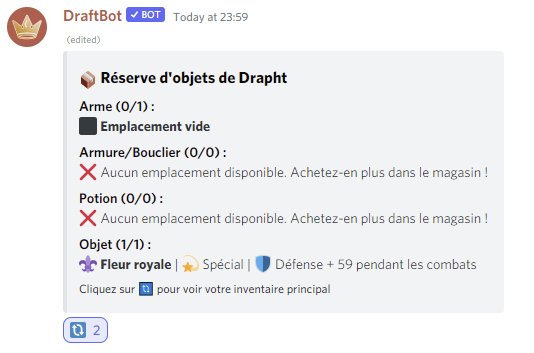 DraftBot ✓ BOT Today at 23:59
(edited)
Réserve d'objets de Drapht
Arme (0/1) :
Emplacement vide
Armure/Bouclier (0/0) :
❌ Aucun emplacement disponible. Achetez-en plus dans le magasin !
Potion (0/0) :
❌ Aucun emplacement disponible. Achetez-en plus dans le magasin !
Objet (1/1) :
⚜ Fleur royale | 💫 Spécial | 🛡 Défense + 59 pendant les combats
Cliquez sur 🔃 pour voir votre inventaire principal
🔃 2